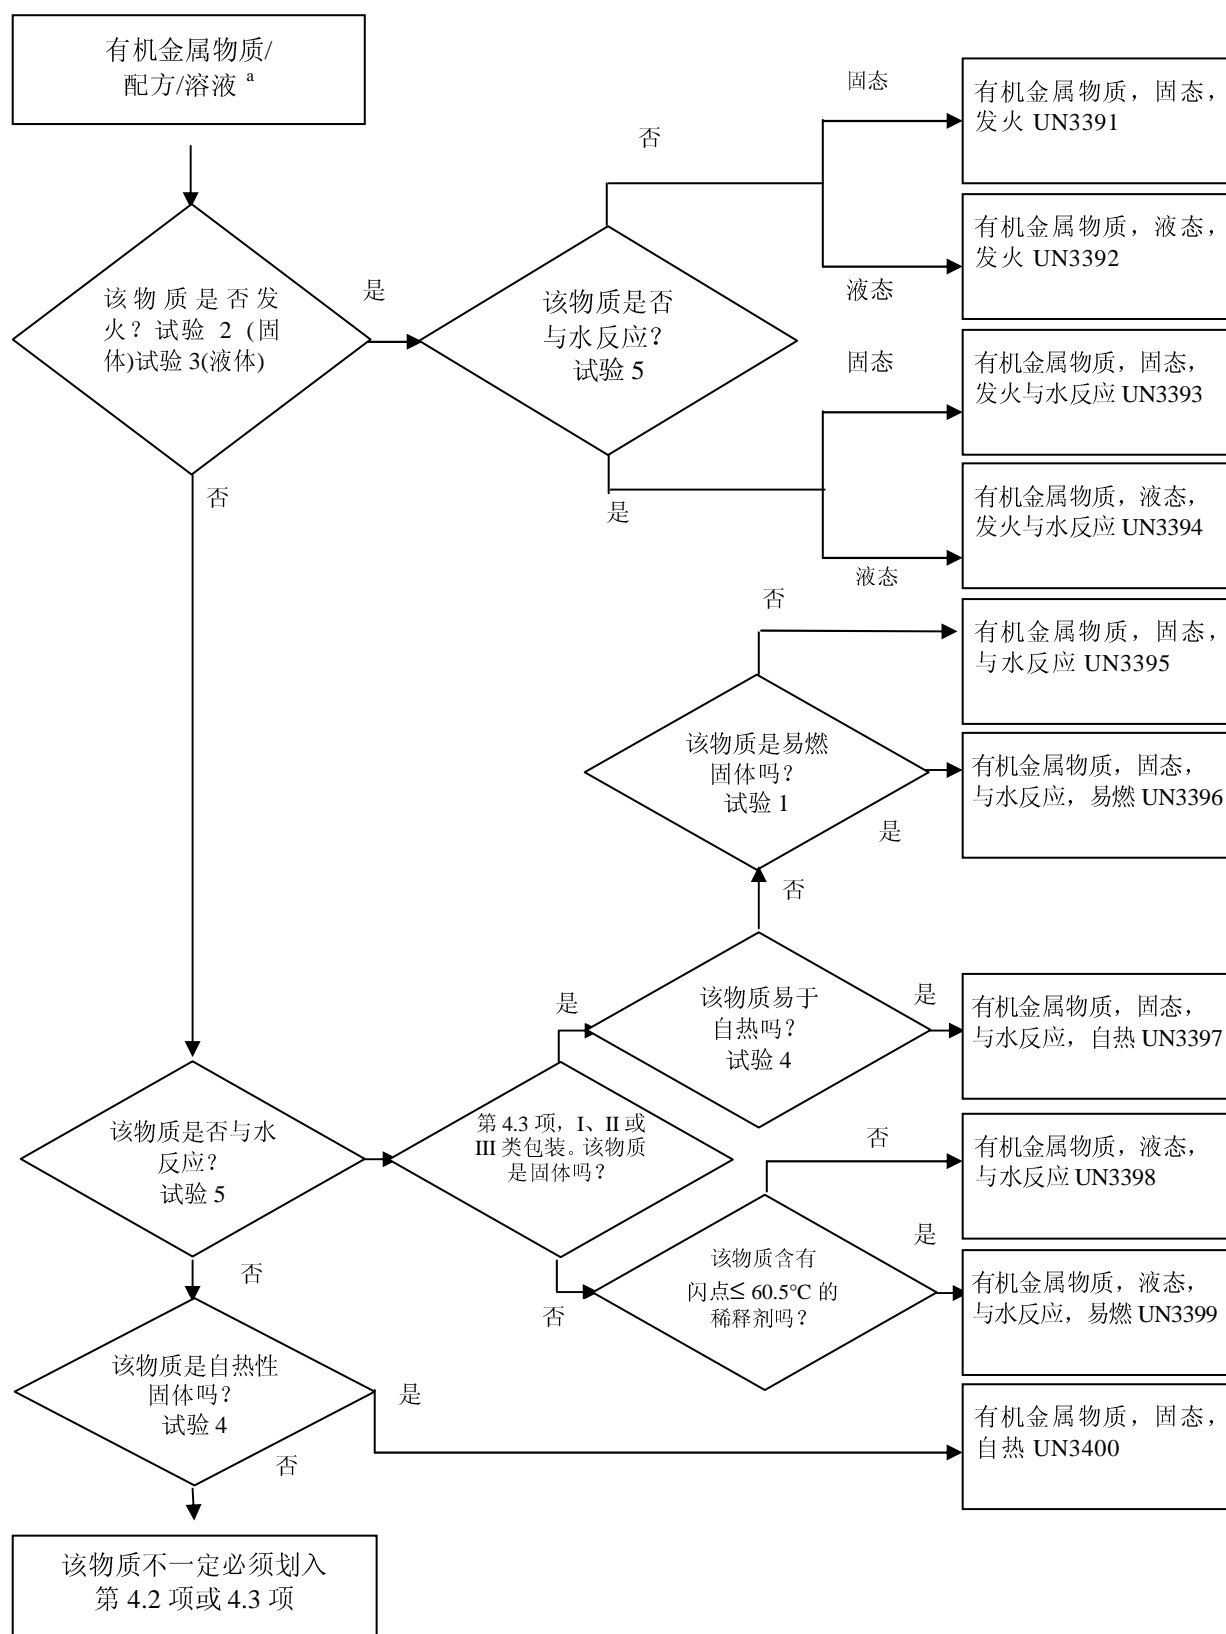 有机金属物质/
配方/溶液 a
固态
有机金属物质，固态，
发火 UN3391
否
有机金属物质，液态，
发火 UN3392
液态
该物质是否发
火？试验 2 (固
体)试验 3(液体)
是
该物质是否
与水反应？
试验 5
固态
有机金属物质，固态，
发火与水反应 UN3393
否
是
有机金属物质，液态，
发火与水反应 UN3394
液态
否
有机金属物质，固态，
与水反应 UN3395
该物质是易燃
固体吗？
试验 1
有机金属物质，固态，
与水反应，易燃 UN3396
是
否
该物质易于
自热吗？
试验 4
是
是
有机金属物质，固态，
与水反应，自热 UN3397
该物质是否与水
反应？
试验 5
第 4.3 项，I、II 或
III 类包装。该物质
是固体吗？
否
有机金属物质，液态，
与水反应 UN3398
该物质含有
闪点≤ 60.5°C 的
稀释剂吗？
是
有机金属物质，液态，
与水反应，易燃 UN3399
否
否
该物质是自热性
固体吗？
试验 4
是
有机金属物质，固态，
自热 UN3400
否
该物质不一定必须划入
第 4.2 项或 4.3 项